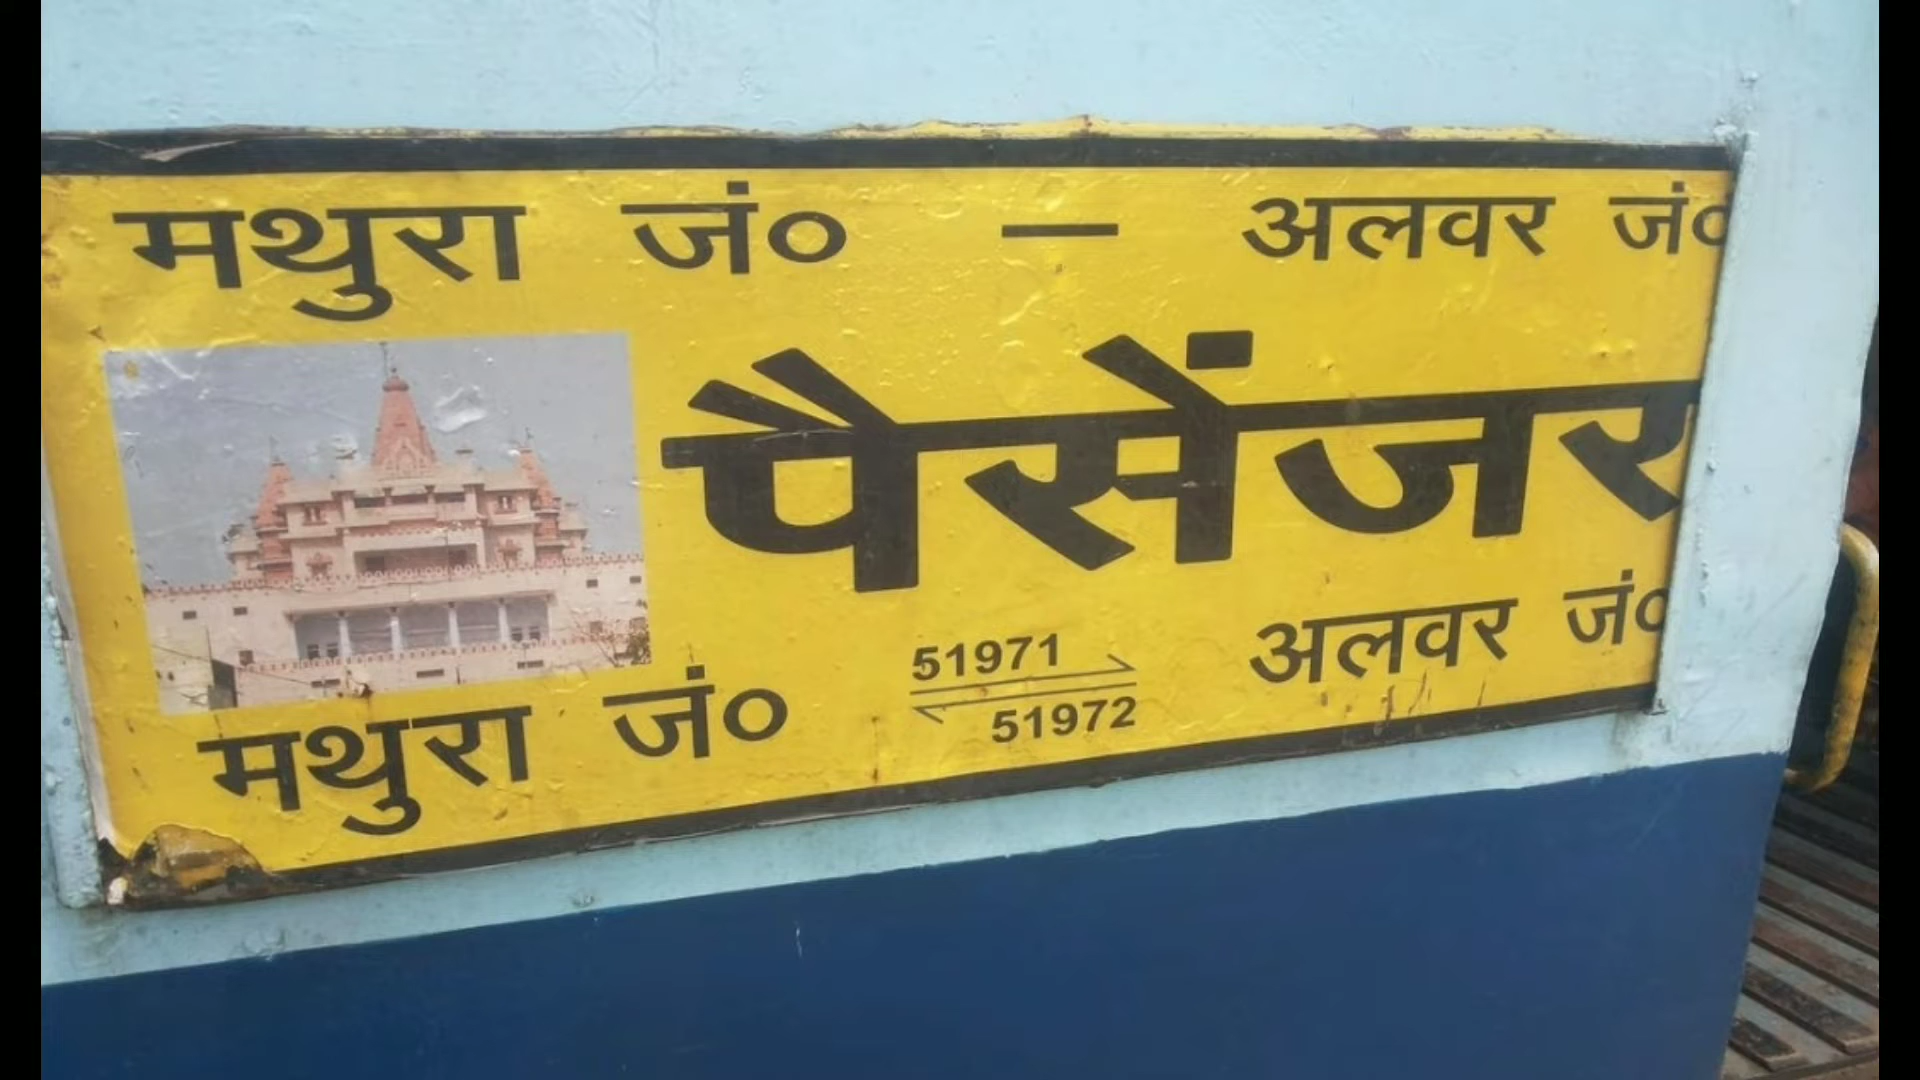 मथुरा जं० — अलवर जं०
पैसेंजर
मथुरा जं० 51971 अलवर जं०
51972